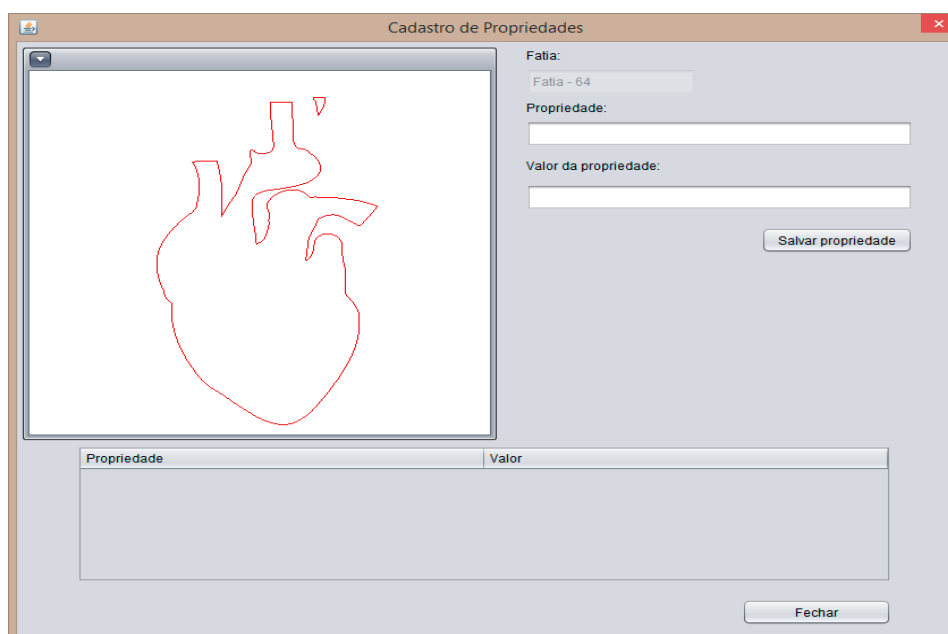 Cadastro de Propriedades
Fatia:
Fatia - 64
Propriedade:
Valor da propriedade:
Salvar propriedade
Propriedade Valor
Fechar